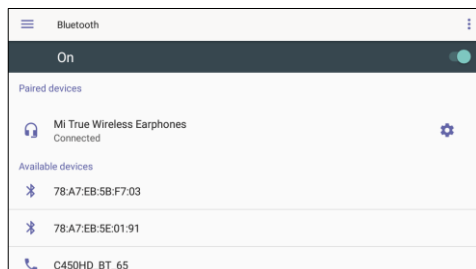 Bluetooth
On
Paired devices
Mi True Wireless Earphones
Connected
Available devices
78:A7:EB:5B:F7:03
78:A7:EB:5E:01:91
C450HD_BT_65